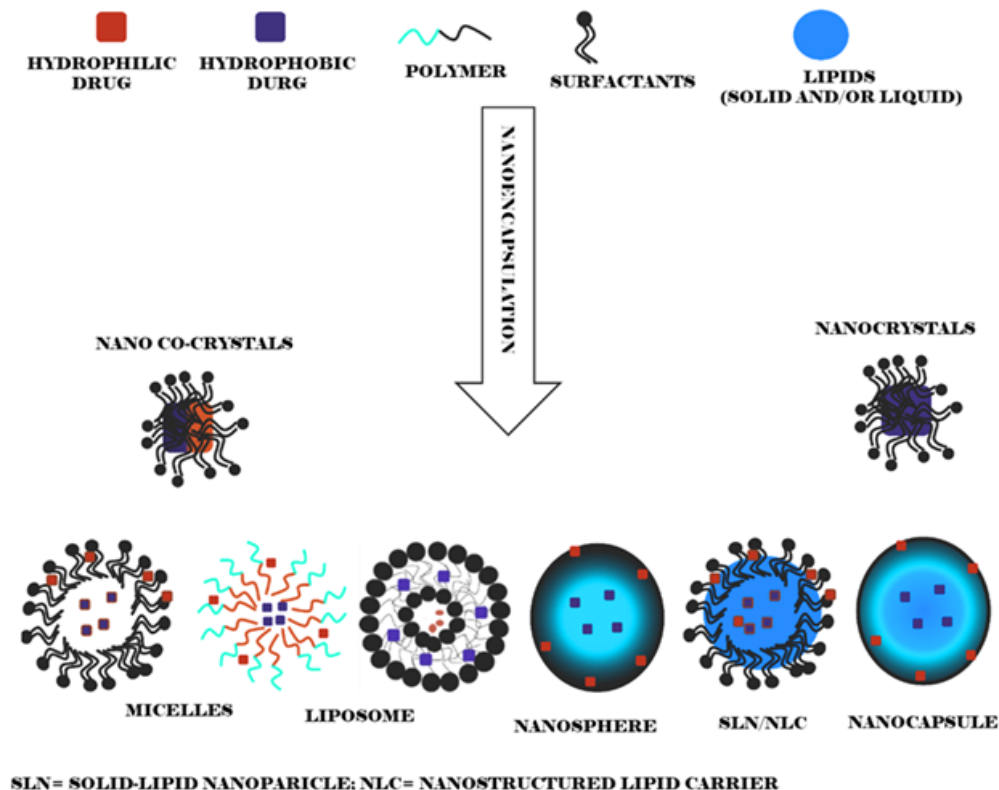 HYDROPHILIC
DRUG
HYDROPHOBIC
DURG
POLYMER
SURFACTANTS
LIPIDS
(SOLID AND/OR LIQUID)
NANOENCAPSULATION
NANO CO-CRYSTALS
NANOCRYSTALS
MICELLES
LIPOSOME
NANOSPHERE
SLN/NLC
NANOCAPSULE
SLN= SOLID-LIPID NANOPARICLE; NLC= NANOSTRUCTURED LIPID CARRIER